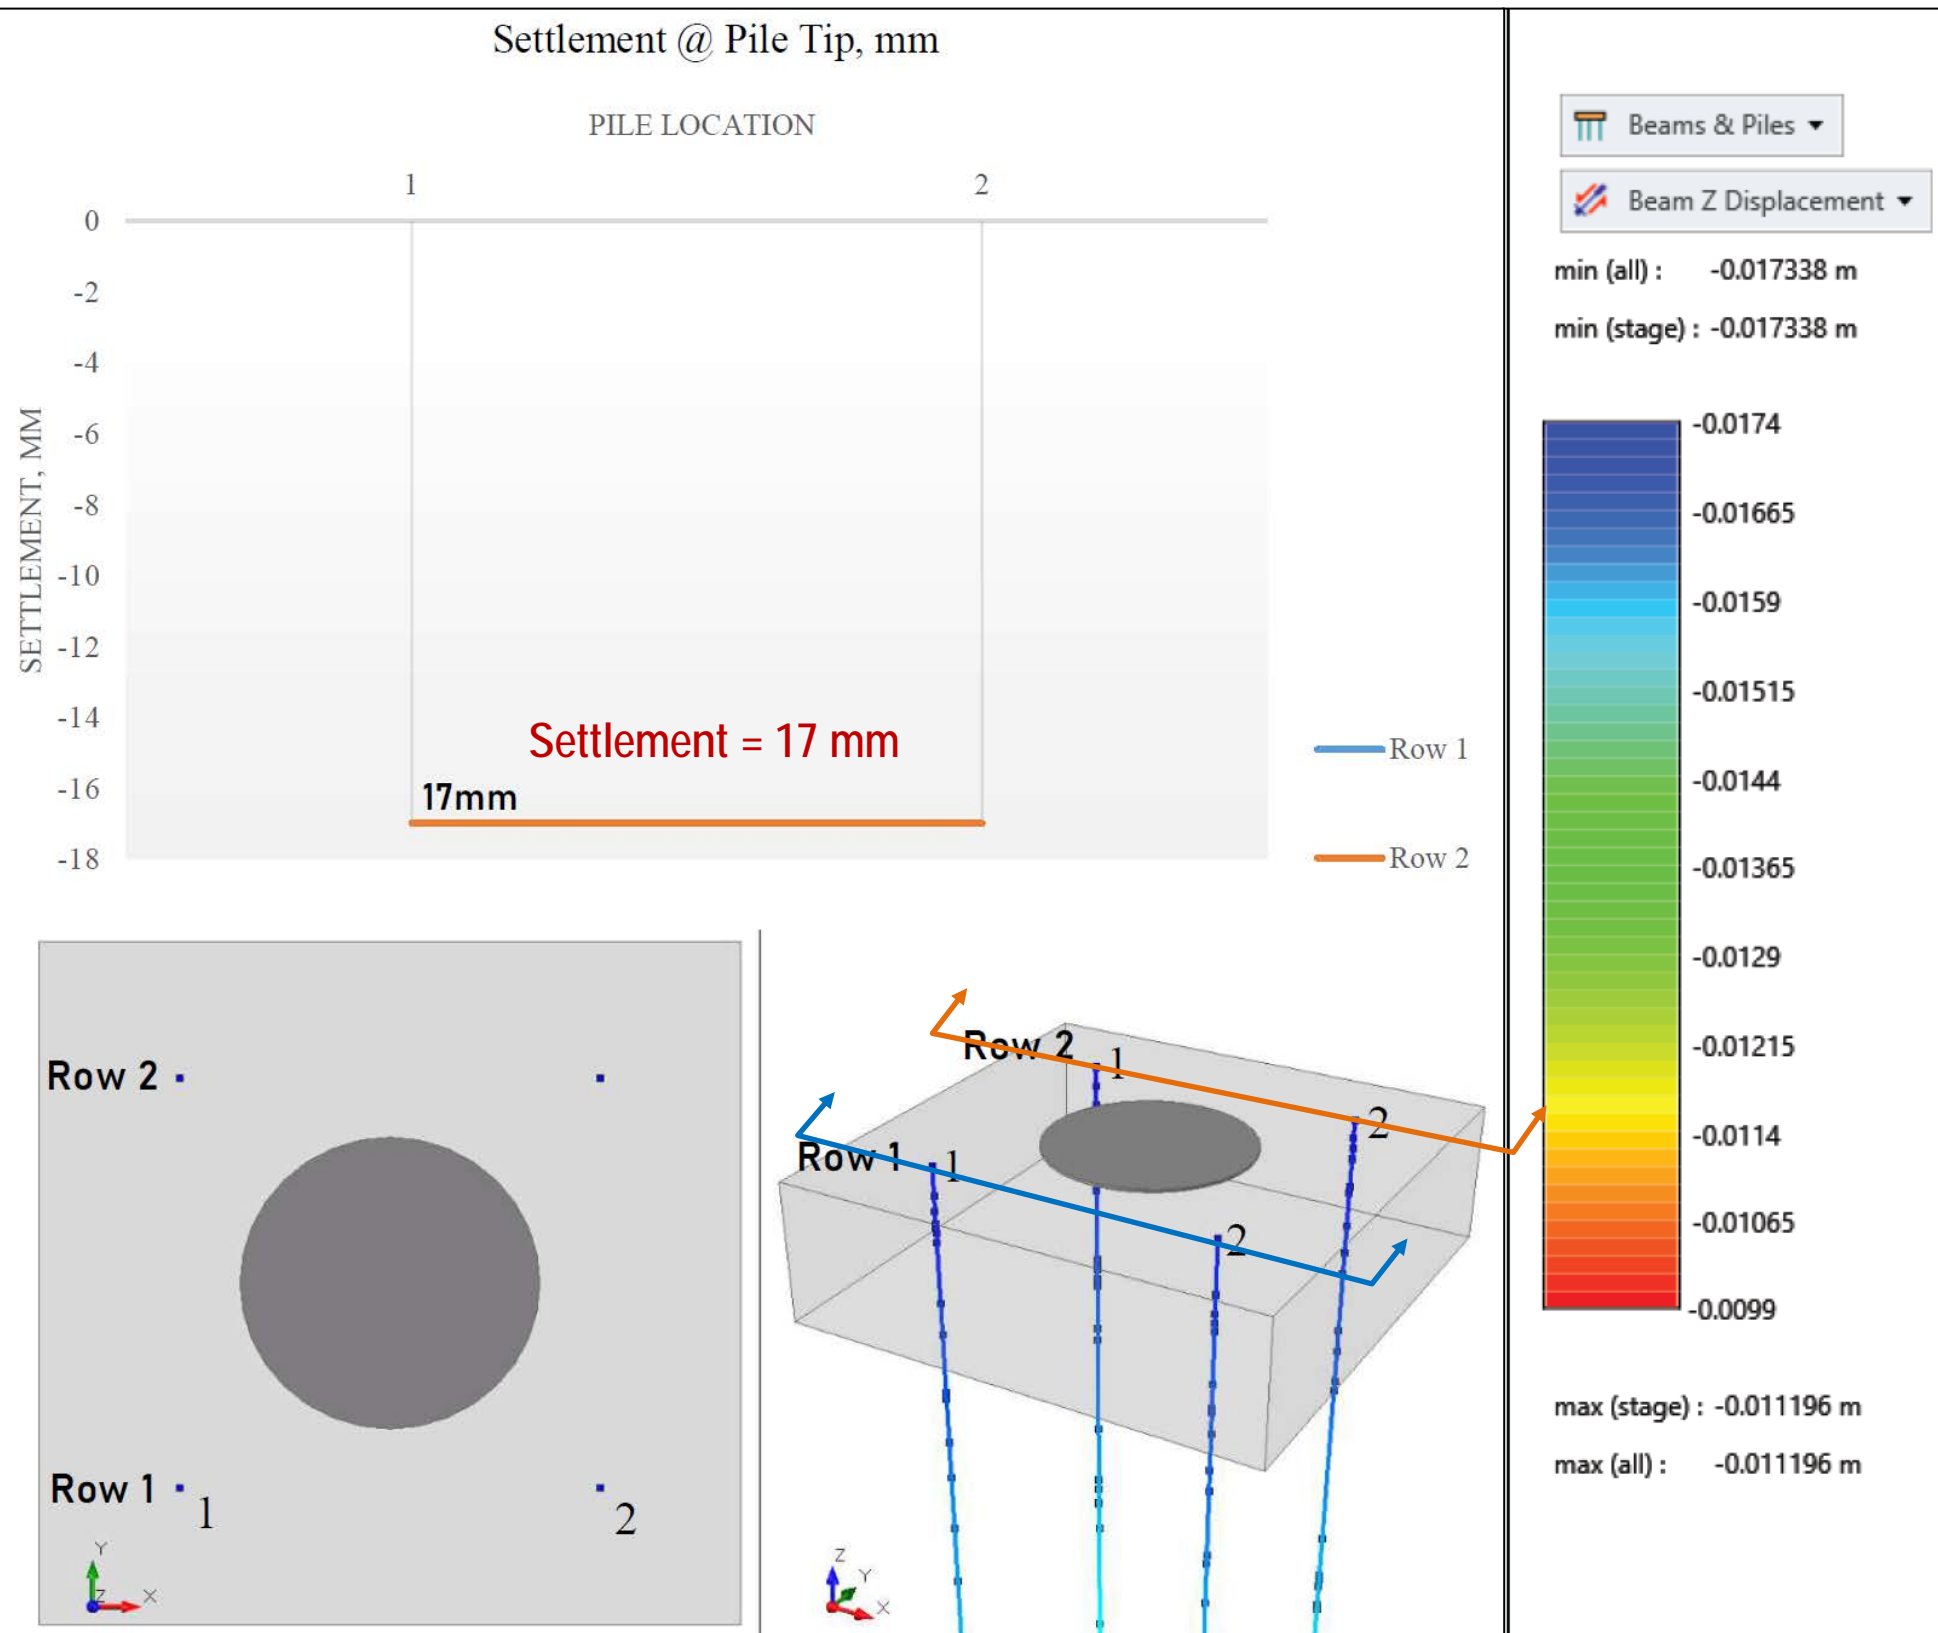 Settlement @ Pile Tip, mm
PILE LOCATION
1 2
0
-2
-4
-6
-8
-10
-12
-14
-16
-18
SETTLEMENT, MM
Settlement = 17 mm
17mm
Row 1
Row 2
Beams & Piles
Beam Z Displacement
min (all) : -0.017338 m
min (stage) : -0.017338 m
-0.0174
-0.01665
-0.0159
-0.01515
-0.0144
-0.01365
-0.0129
-0.01215
-0.0114
-0.01065
-0.0099
max (stage) : -0.011196 m
max (all) : -0.011196 m
Row 2
Row 1
1
2
Y
Z X
Row 2
1
2
Row 1
1
2
Z
Y
X